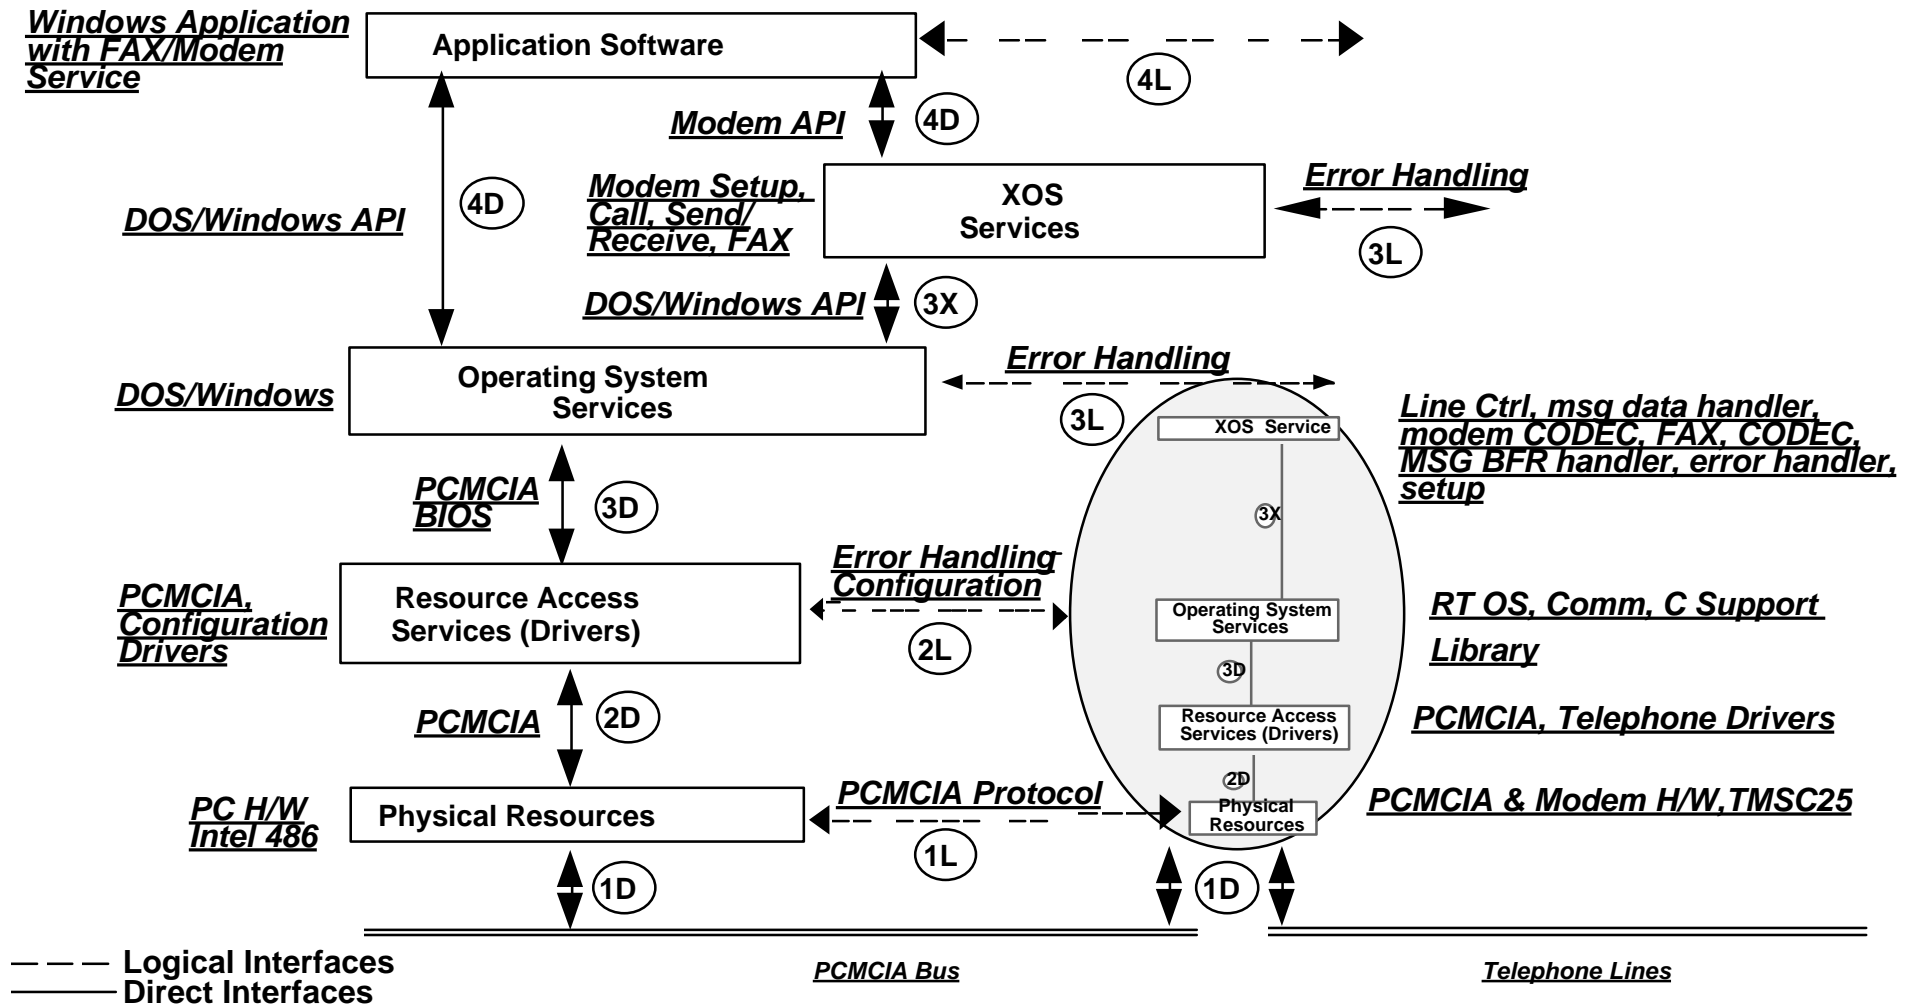 Windows Application
with FAX/Modem
Service
Application Software
4L
Modem API
4D
DOS/Windows API
4D
Modem Setup,
Call, Send/
Receive, FAX
XOS
Services
Error Handling
3L
DOS/Windows API
3X
DOS/Windows
Operating System
Services
Error Handling
3L
XOS Service
Line Ctrl, msg data handler,
modem CODEC, FAX, CODEC,
MSG BFR handler, error handler,
setup
PCMCIA
BIOS
3D
3X
PCMCIA,
Configuration
Drivers
Resource Access
Services (Drivers)
Error Handling
Configuration
2L
Operating System
Services
RT OS, Comm, C Support
Library
3D
PCMCIA
2D
Resource Access
Services (Drivers)
PCMCIA, Telephone Drivers
2D
PC H/W
Intel 486
Physical Resources
PCMCIA Protocol
1L
Physical
Resources
PCMCIA & Modem H/W,TMSC25
1D
1D
Logical Interfaces
Direct Interfaces
PCMCIA Bus
Telephone Lines